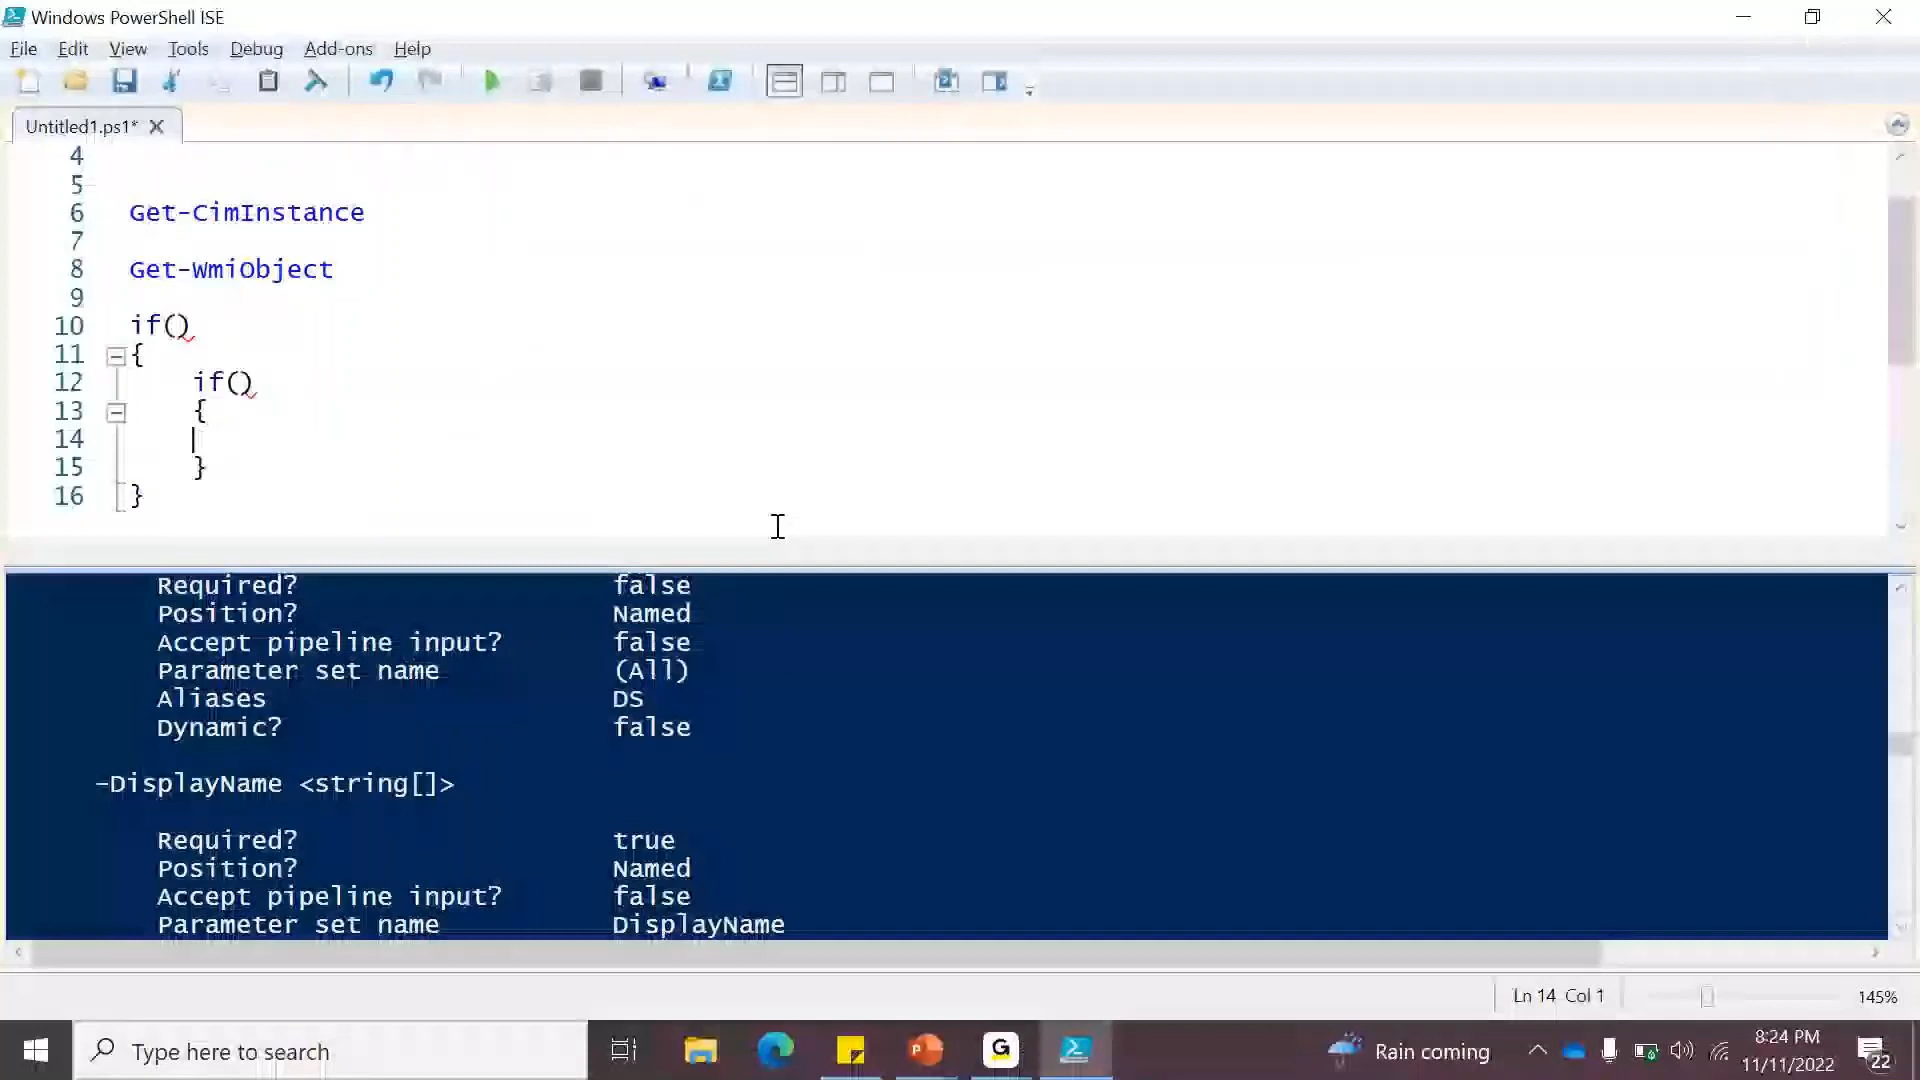 Windows PowerShell ISE
File Edit View Tools Debug Add-ons Help
Untitled1.ps1*
4
5
6 Get-CimInstance
7
8 Get-WmiObject
9
10 if()
11 {
12 if()
13 {
14
15 }
16 }
Required? false
Position? Named
Accept pipeline input? false
Parameter set name (All)
Aliases DS
Dynamic? false
-DisplayName <string[]>
Required? true
Position? Named
Accept pipeline input? false
Parameter set name DisplayName
Ln 14 Col 1 145%
Type here to search
Rain coming
8:24 PM
11/11/2022
22